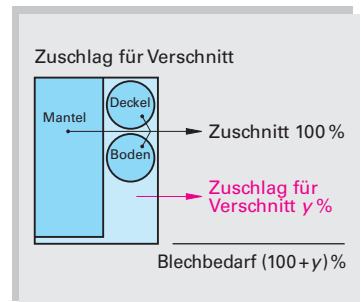 Zuschlag für Verschnitt
Deckel
Mantel
Zuschnitt 100 %
Boden
Zuschlag für
Verschnitt y %
Blechbedarf (100 + y) %